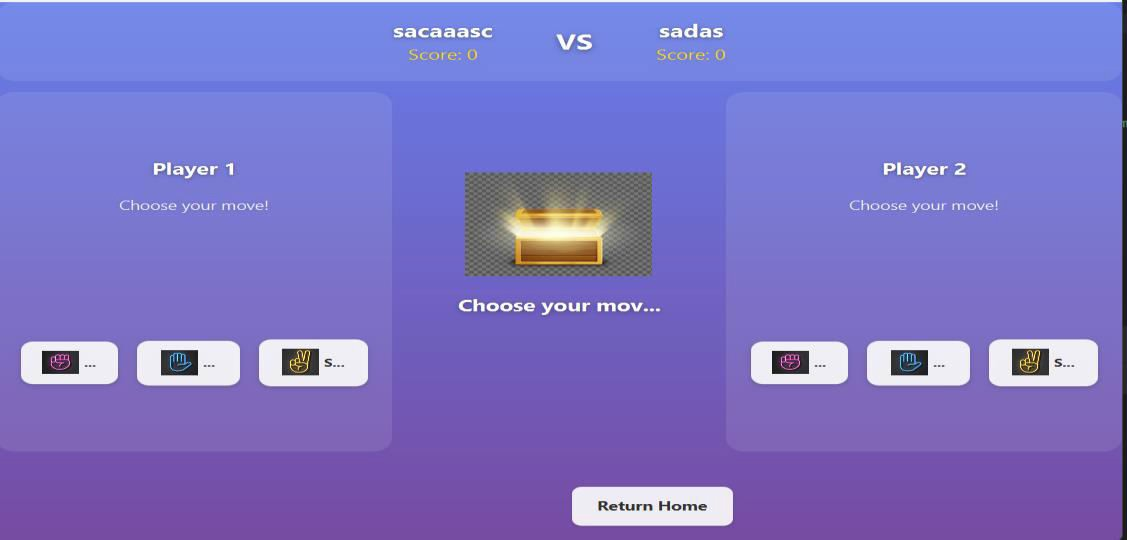 sacaaasc
Score: 0
VS
sadas
Score: 0
Player 1
Choose your move!
... ... S...
Choose your mov...
Player 2
Choose your move!
... ... S...
Return Home